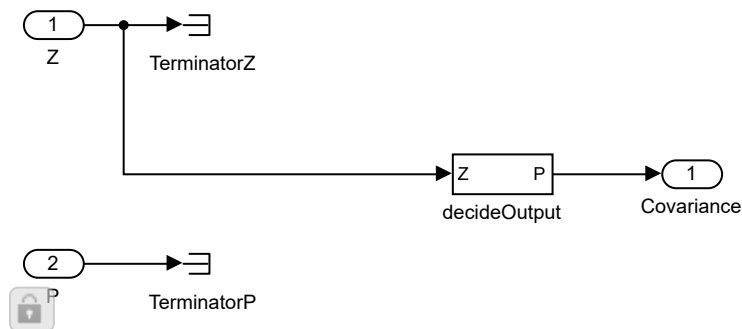 1
Z
TerminatorZ
Z
P
decideOutput
1
Covariance
2
P
TerminatorP